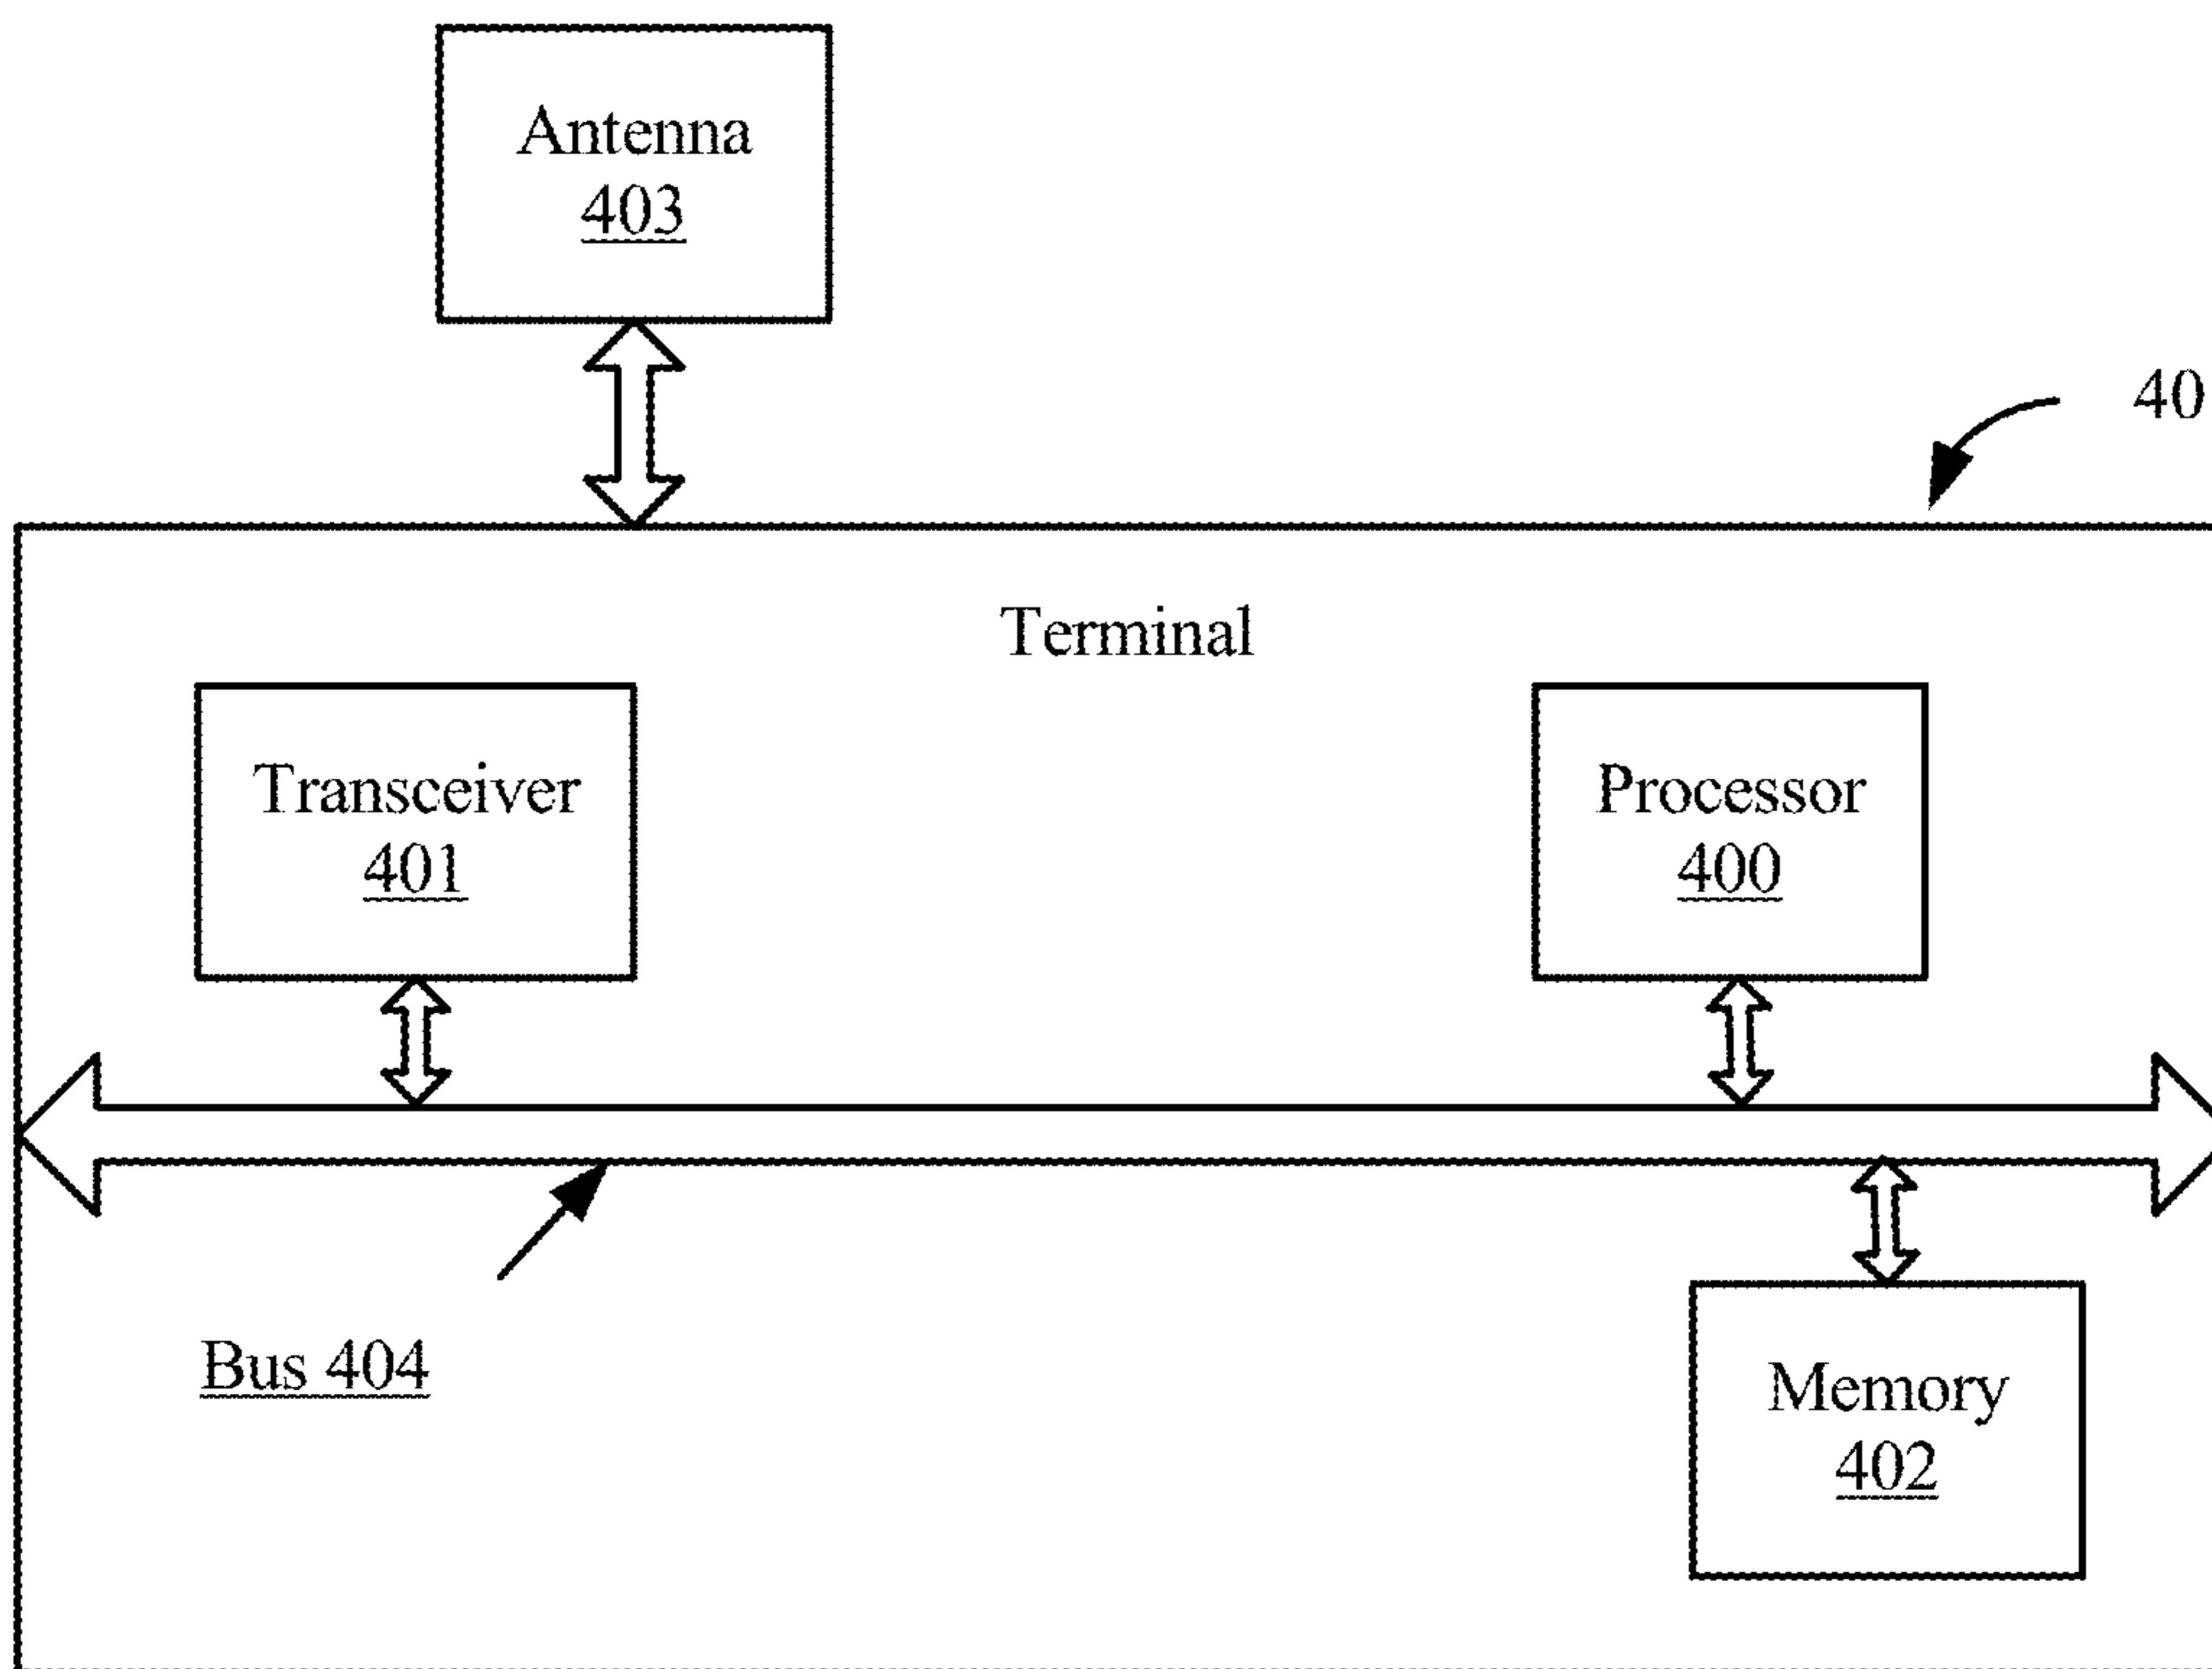 Antenna
403
40
Terminal
Transceiver
401
Processor
400
Bus 404
Memory
402